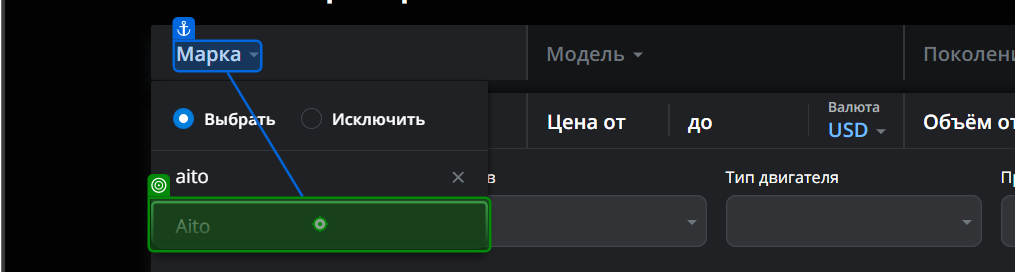 Марка
Модель
Поколени
Выбрать
Исключить
Цена от
до
Валюта
USD
Объём от
aito
в
Тип двигателя
Пр
Aito